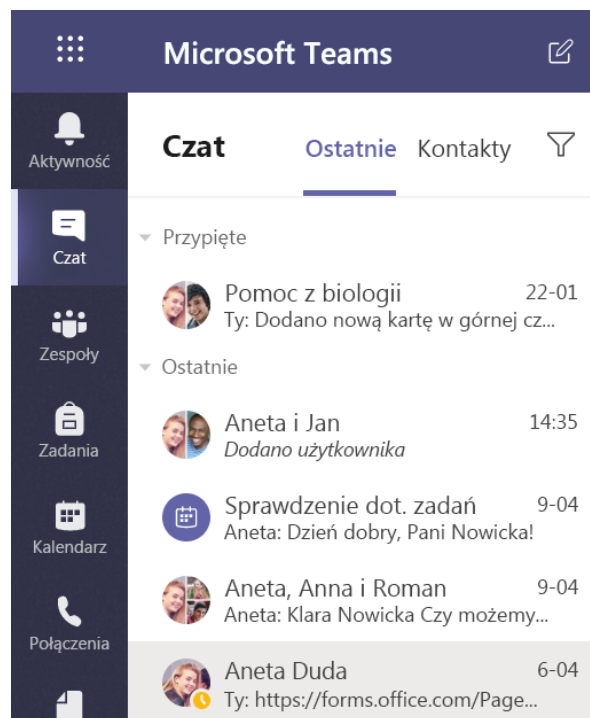 Microsoft Teams
Aktywność
Czat
Zespoły
Zadania
Kalendarz
Połączenia
Czat Ostatnie Kontakty
Przypięte
Pomoc z biologii 22-01
Ty: Dodano nową kartę w górnej cz...
Ostatnie
Aneta i Jan 14:35
Dodano użytkownika
Sprawdzenie dot. zadań 9-04
Aneta: Dzień dobry, Pani Nowicka!
Aneta, Anna i Roman 9-04
Aneta: Klara Nowicka Czy możemy...
Aneta Duda 6-04
Ty: https://forms.office.com/Page...